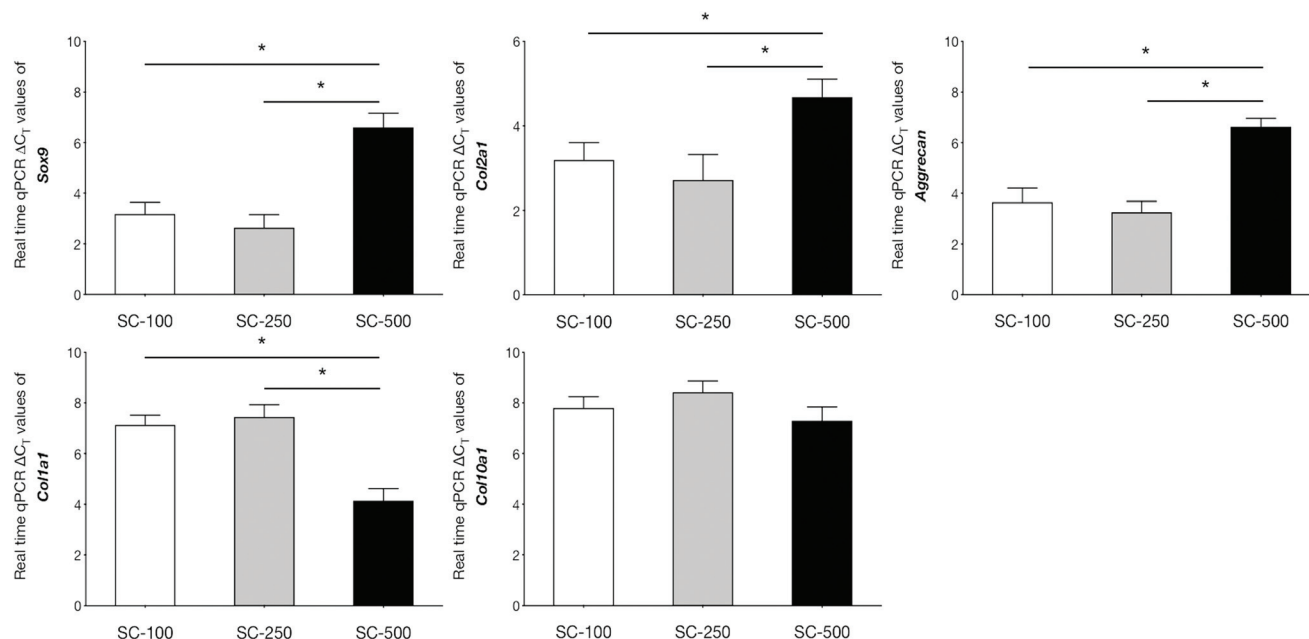 Real time qPCR ΔCT values of
Sox9
10
8
6
4
2
0
*
*
SC-100 SC-250 SC-500
Real time qPCR ΔCT values of
Col2a1
6
4
2
0
*
*
SC-100 SC-250 SC-500
Real time qPCR ΔCT values of
Aggrecan
10
8
6
4
2
0
*
*
SC-100 SC-250 SC-500
Real time qPCR ΔCT values of
Col1a1
10
8
6
4
2
0
*
*
SC-100 SC-250 SC-500
Real time qPCR ΔCT values of
Col10a1
10
8
6
4
2
0
SC-100 SC-250 SC-500